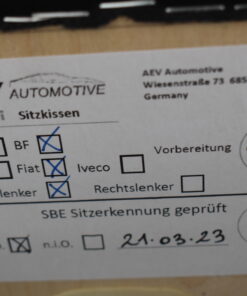 AUTOMOTIVE
AEV Automotive
Wiesenstraße 73 685
Germany
Sitzkissen
BF ☒
Vorbereitung
Fiat ☒ Iveco ☐
lenker ☒ Rechtslenker ☐
SBE Sitzerkennung geprüft
☒ n.i.O. ☐ 21.03.23